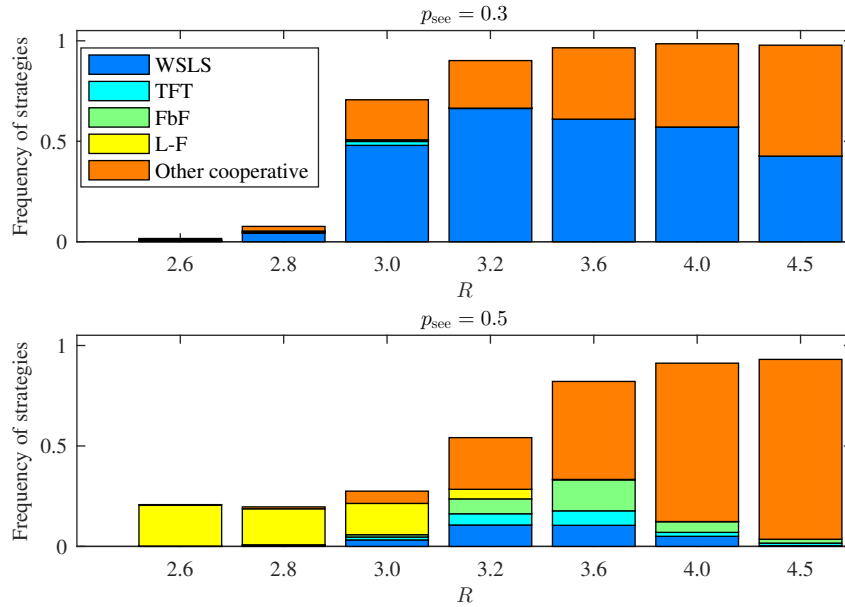 p_see = 0.3
Frequency of strategies
1
0.5
0
WSLS
TFT
FbF
L-F
Other cooperative
2.6 2.8 3.0 3.2 3.6 4.0 4.5
R
p_see = 0.5
Frequency of strategies
1
0.5
0
2.6 2.8 3.0 3.2 3.6 4.0 4.5
R